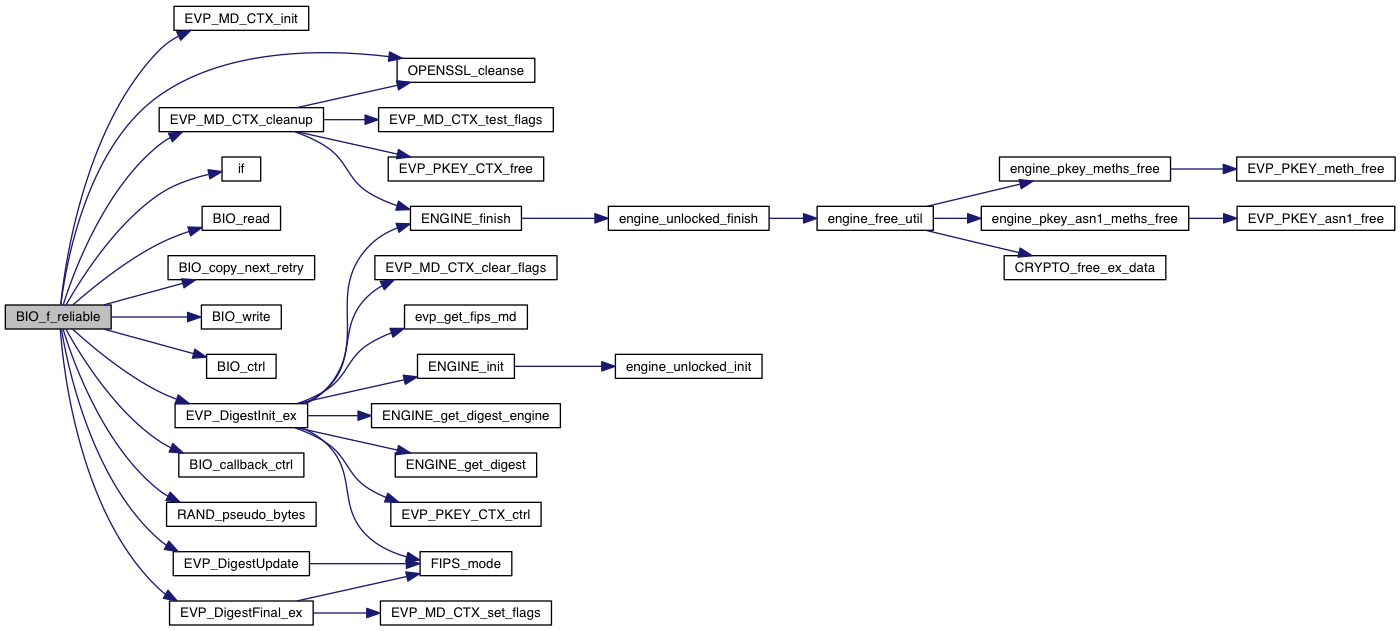 EVP_MD_CTX_init
OPENSSL_cleanse
EVP_MD_CTX_cleanup
EVP_MD_CTX_test_flags
if
EVP_PKEY_CTX_free
engine_pkey_meths_free
EVP_PKEY_meth_free
BIO_read
ENGINE_finish
engine_unlocked_finish
engine_free_util
engine_pkey_asn1_meths_free
EVP_PKEY_asn1_free
BIO_copy_next_retry
EVP_MD_CTX_clear_flags
CRYPTO_free_ex_data
BIO_f_reliable
BIO_write
evp_get_fips_md
BIO_ctrl
ENGINE_init
engine_unlocked_init
EVP_DigestInit_ex
ENGINE_get_digest_engine
BIO_callback_ctrl
ENGINE_get_digest
RAND_pseudo_bytes
EVP_PKEY_CTX_ctrl
EVP_DigestUpdate
FIPS_mode
EVP_DigestFinal_ex
EVP_MD_CTX_set_flags